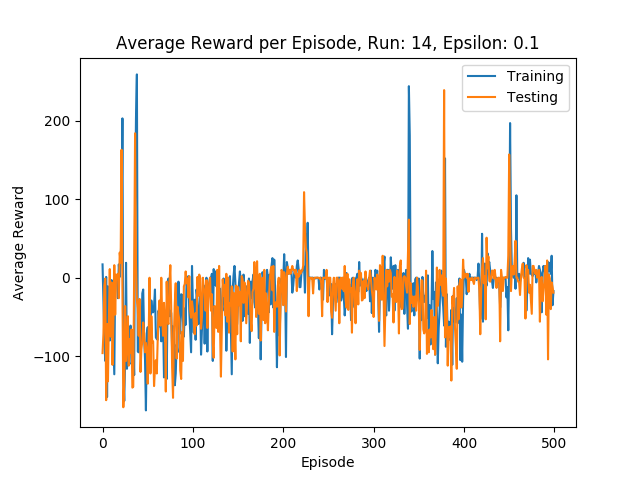 Average Reward per Episode, Run: 14, Epsilon: 0.1
Training
Testing
Average Reward
200
100
0
−100
0
100
200
300
400
500
Episode